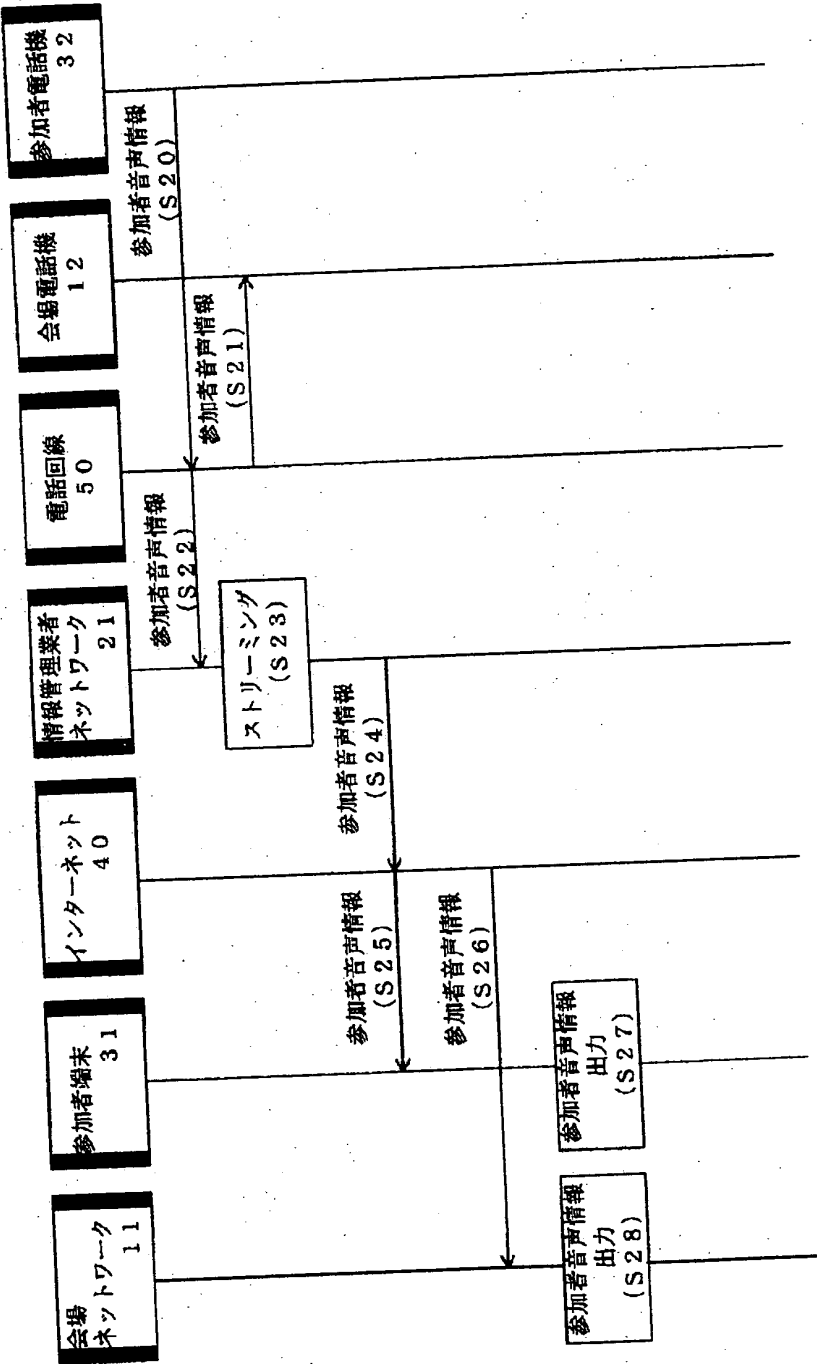 会場
ネットワーク
11
参加者端末
31
インターネット
40
情報管理業者
ネットワーク
21
電話回線
50
会場電話機
12
参加者電話機
32
参加者音声情報
(S20)
参加者音声情報
(S21)
参加者音声情報
(S22)
ストリーミング
(S23)
参加者音声情報
(S24)
参加者音声情報
(S25)
参加者音声情報
(S26)
参加者音声情報
出力
(S27)
参加者音声情報
出力
(S28)